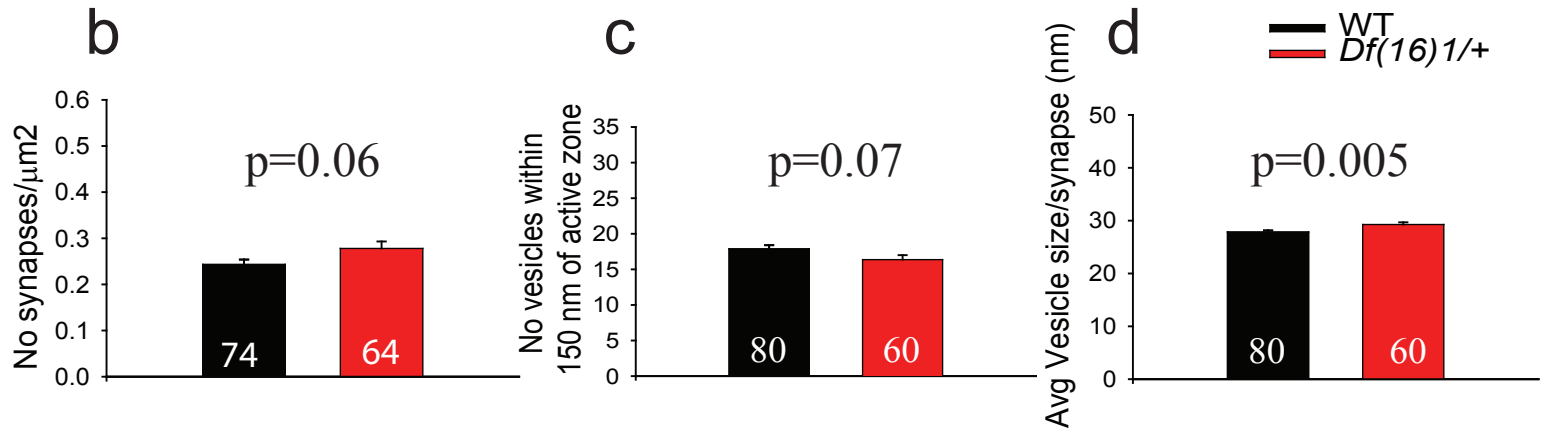 b
No synapses/μm2
0.6
0.5
0.4
0.3
0.2
0.1
0.0
p=0.06
74
64
c
No vesicles within
150 nm of active zone
35
30
25
20
15
10
5
0
p=0.07
80
60
d
WT
Df(16)1/+
Avg Vesicle size/synapse (nm)
50
40
30
20
10
0
p=0.005
80
60